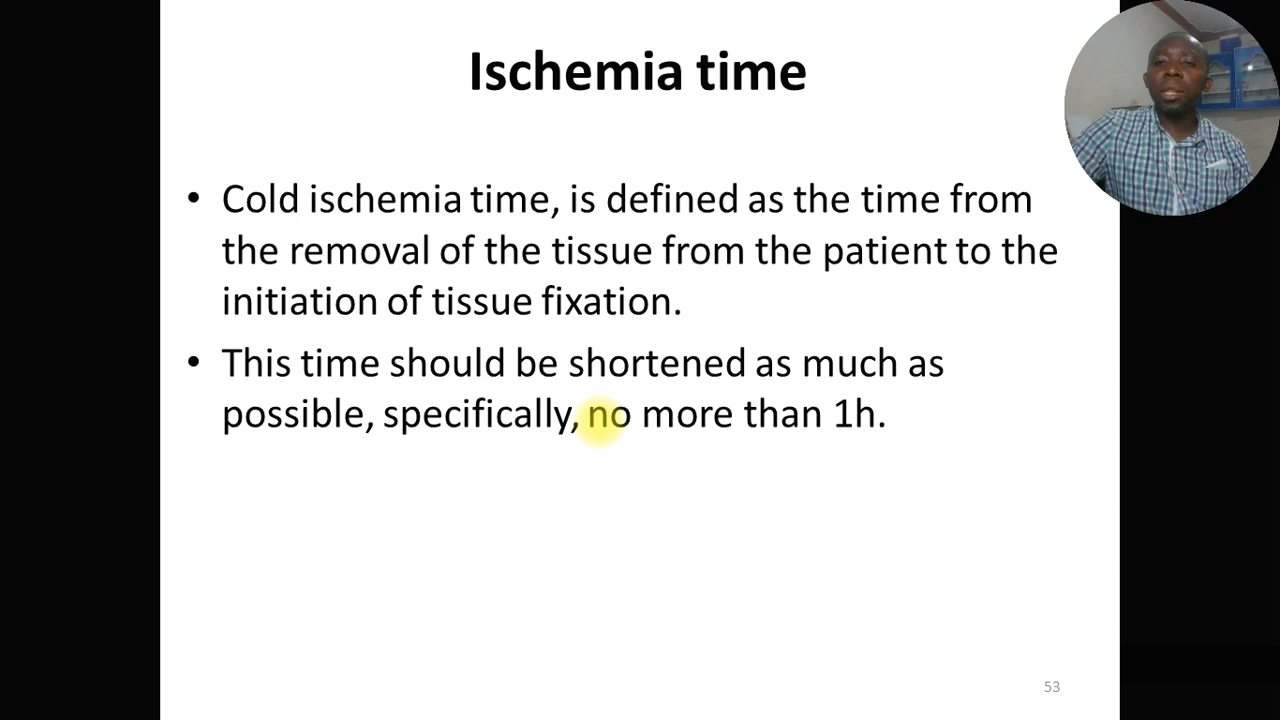 Ischemia time
• Cold ischemia time, is defined as the time from
the removal of the tissue from the patient to the
initiation of tissue fixation.
• This time should be shortened as much as
possible, specifically, no more than 1h.
53